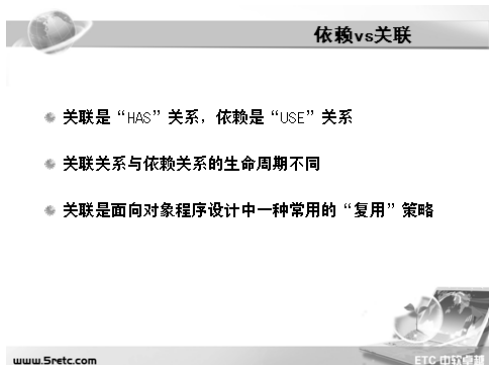 依赖vs关联
关联是“HAS”关系，依赖是“USE”关系
关联关系与依赖关系的生命周期不同
关联是面向对象程序设计中一种常用的“复用”策略
www.5retc.com
ETC 中软卓越